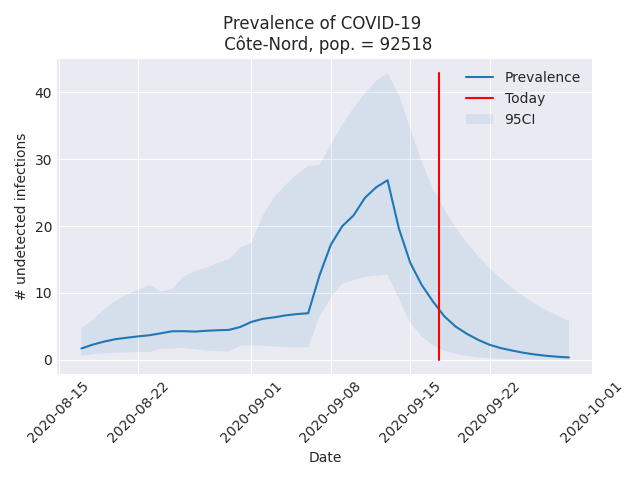 Prevalence of COVID-19
Côte-Nord, pop. = 92518
Prevalence
Today
95CI
# undetected infections
40
30
20
10
0
2020-08-15
2020-08-22
2020-09-01
2020-09-08
2020-09-15
2020-09-22
2020-10-01
Date